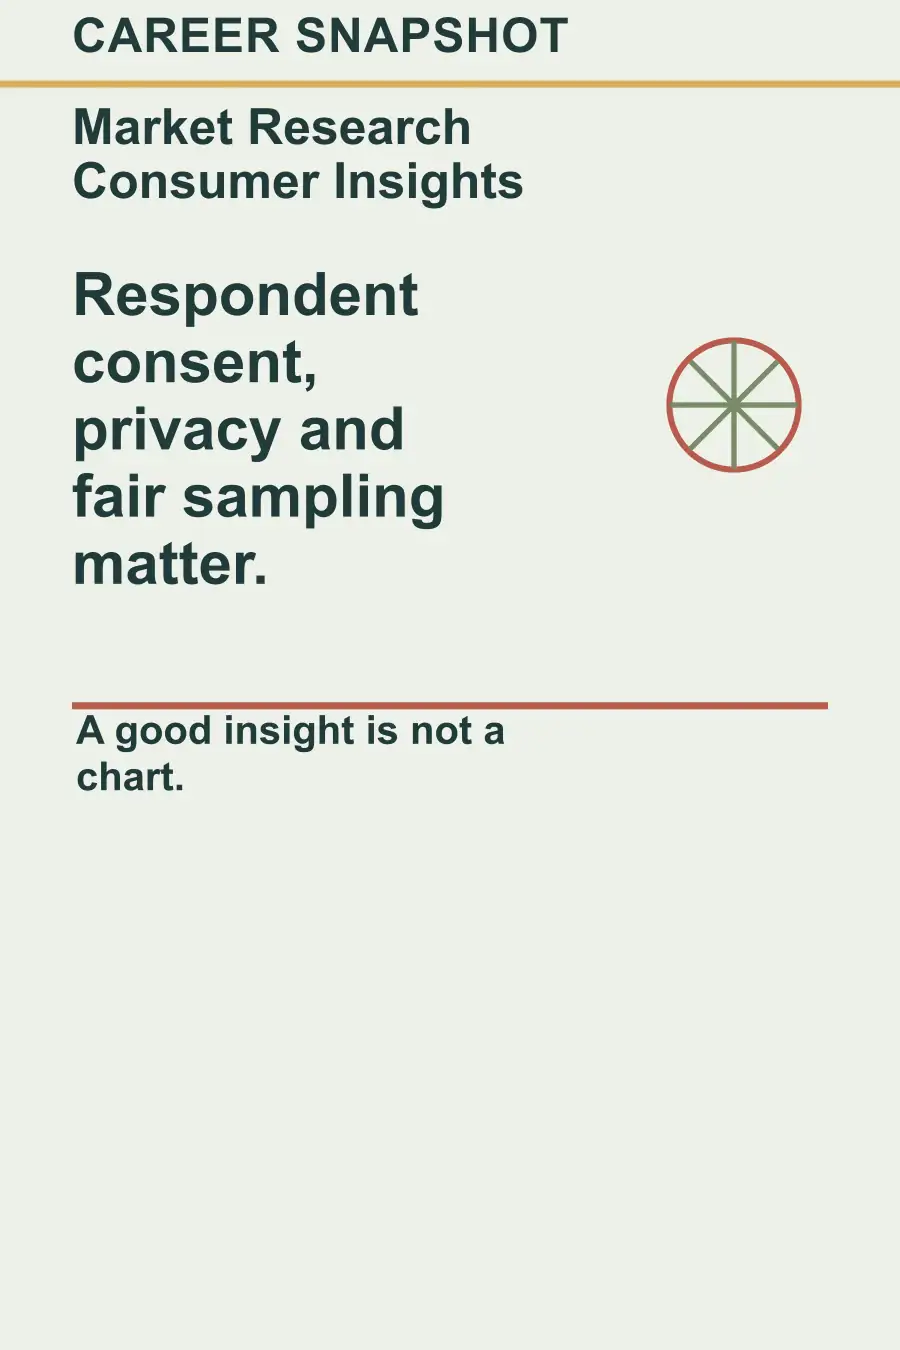 CAREER SNAPSHOT
Market Research
Consumer Insights
Respondent
consent,
privacy and
fair sampling
matter.
A good insight is not a
chart.